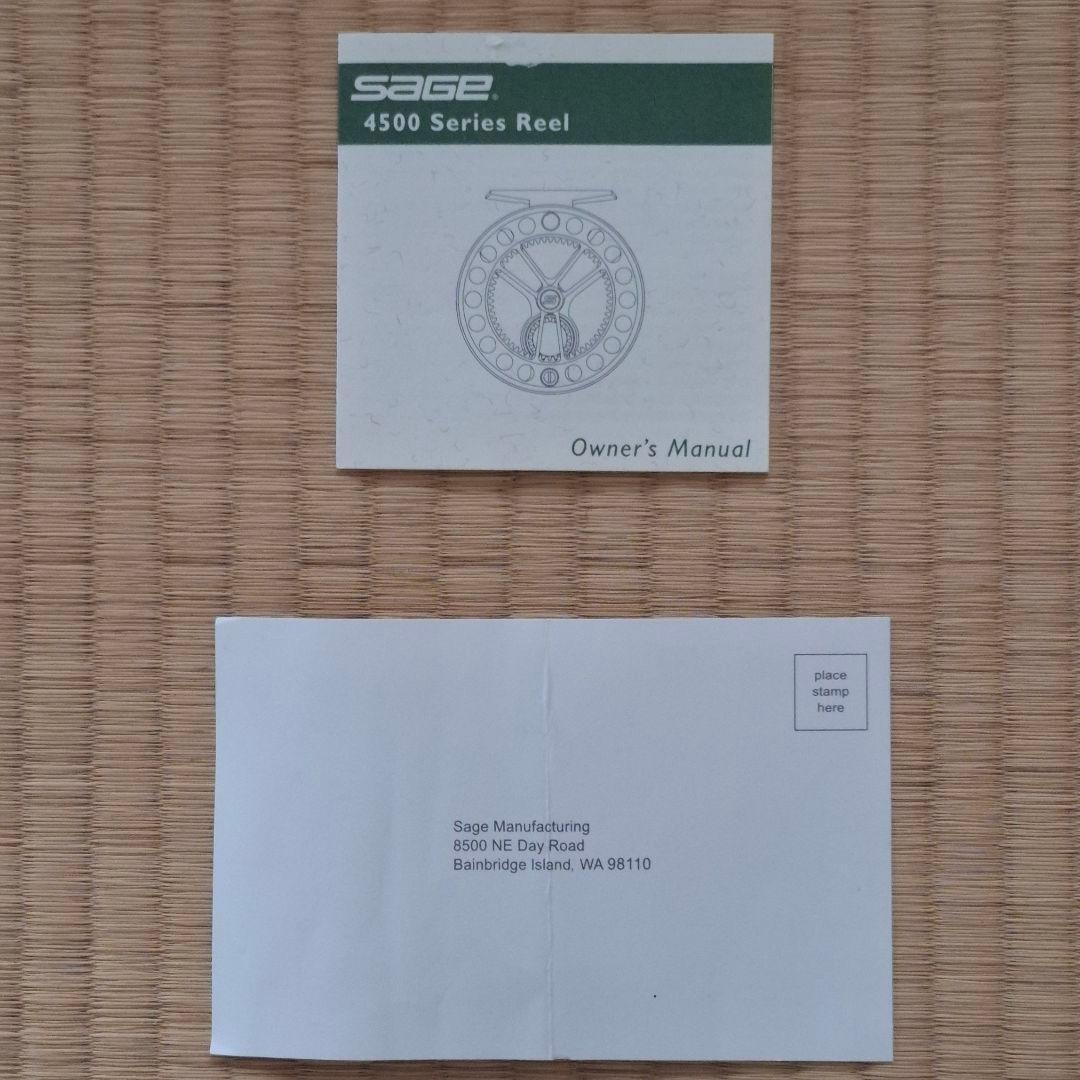 SaGE®
4500 Series Reel
Owner's Manual
place
stamp
here
Sage Manufacturing
8500 NE Day Road
Bainbridge Island, WA 98110